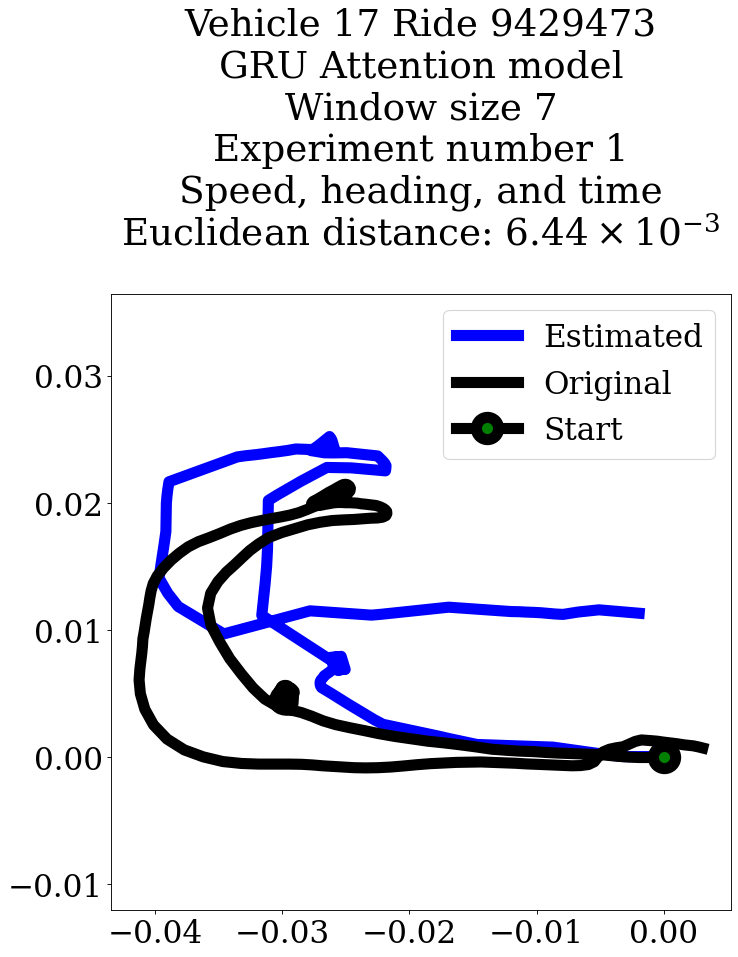 Vehicle 17 Ride 9429473
GRU Attention model
Window size 7
Experiment number 1
Speed, heading, and time
Euclidean distance: 6.44 × 10⁻³
Estimated
Original
Start
0.03
0.02
0.01
0.00
−0.01
−0.04 −0.03 −0.02 −0.01 0.00